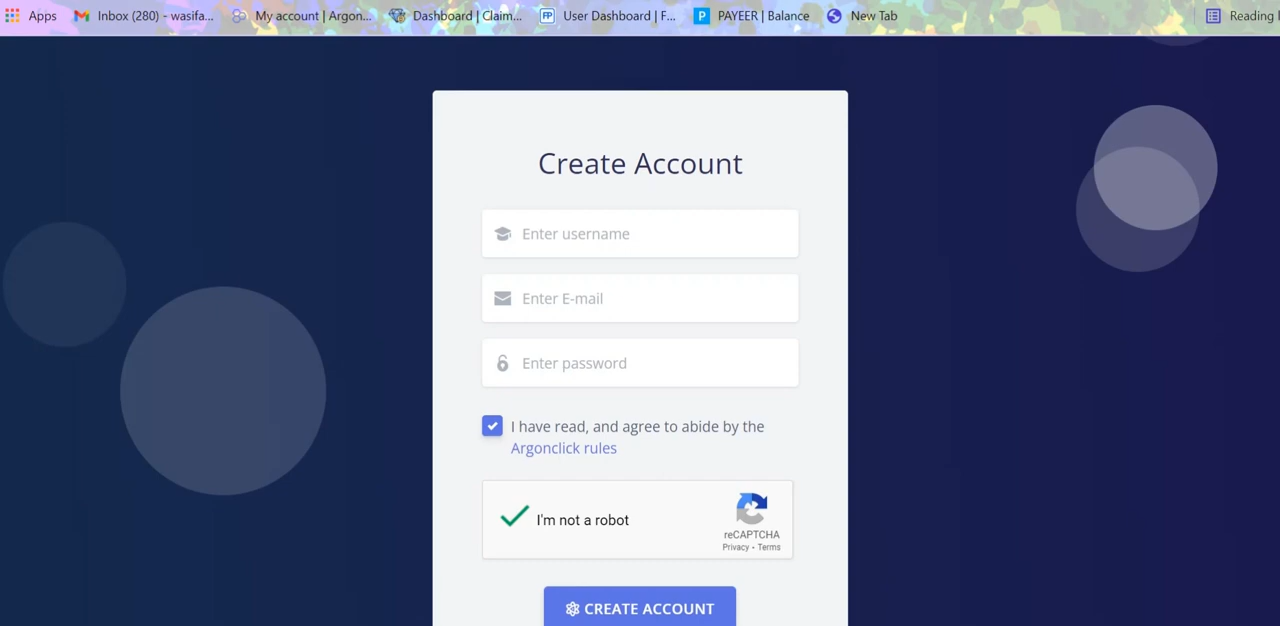 Apps Inbox (280) - wasifa... My account | Argon... Dashboard | Claim... FP User Dashboard | F... P PAYEER | Balance New Tab Reading
Create Account
Enter username
Enter E-mail
Enter password
I have read, and agree to abide by the
Argonclick rules
I'm not a robot
reCAPTCHA
Privacy • Terms
CREATE ACCOUNT